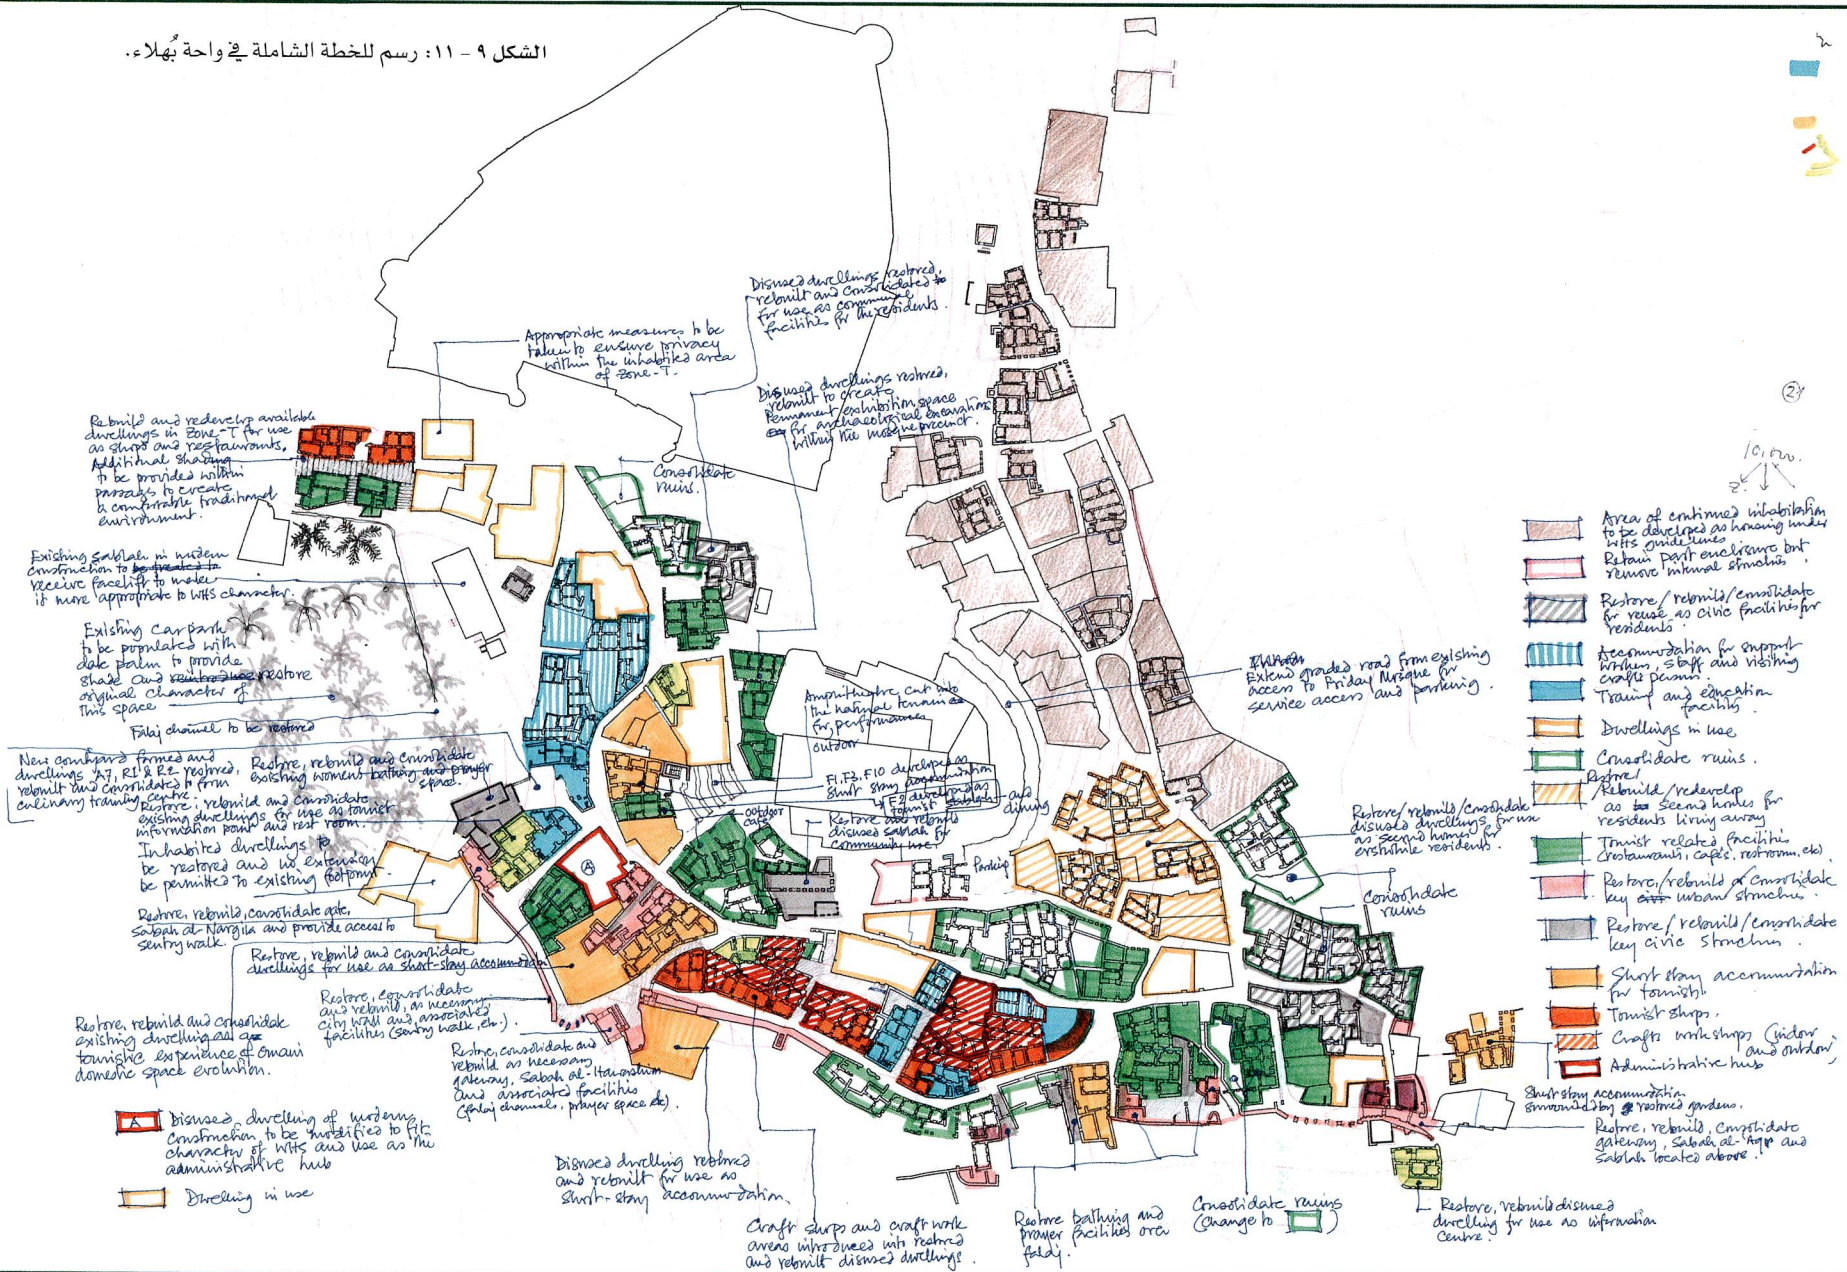 الشكل ٩ - ١١: رسم للخطة الشاملة في واحة بُهلاء.
Disused dwellings restored,
rebuilt and consolidated to
for use as communal
facilities for the residents.
Appropriate measures to be
taken to ensure privacy
within the inhabited area
of Zone-T.
Disused dwellings restored,
rebuilt to create
Permanent exhibition space
for archaeological excavations
within the mosque precinct.
Consolidate
ruins.
Rebuild and redevelop available
dwellings in Zone-T for use
as shops and restaurants.
Additional shading
to be provided within
passage to create
a comfortable traditional
environment.
Existing sablah in modern
construction to be treated to
receive facelift to make
it more appropriate to WHS character.
Existing car park
to be populated with
date palm to provide
shade and reintroduce restore
original character of
this space
Falaj channel to be restored
New courtyard formed and
dwellings A7, R1 & R2 restored,
rebuilt and consolidated to form
culinary training centre.
Restore, rebuild and consolidate
existing women's bathing and prayer
space.
Restore, rebuild and consolidate
existing dwellings for use as tourist
information point and rest room.
Inhabited dwellings to
be restored and no extension
be permitted to existing footprint
Restore, rebuild, consolidate gate,
Sabah al-Nargila and provide access to
sentry walk.
Restore, rebuild and consolidate
dwellings for use as short-stay accommodation
Restore, consolidate
and rebuild, as necessary,
city wall and associated
facilities (sentry walk, etc.).
Restore, rebuild and consolidate
existing dwelling as a
touristic experience of Omani
domestic space evolution.
Restore, consolidate and
rebuild as necessary
gateway, Sabah al-
and associated facilities
(falaj channels, prayer space etc).
A
Disused dwelling of modern
construction to be modified to fit
character of WHS and use as the
administrative hub
Dwelling in use
Disused dwelling restored
and rebuilt for use as
short-stay accommodation.
Craft shops and craft work
areas introduced into restored
and rebuilt disused dwellings.
Restore bathing and
prayer facilities over
falaj.
Consolidate ruins
(change to )
Restore, rebuild disused
dwelling for use as information
centre.
Amphitheatre, cut into
the natural terrain
for performances
outdoor
F1, F3, F10 developed as
short stay accommodation
F2 developed as
tourist sablah and
dining
outdoor
café
Restore and rebuild
disused sablah for
community use
Parking
A
Extend graded road from existing
access to Friday Mosque for
service access and parking.
Restore/rebuild/consolidate
disused dwellings for use
as second homes for
erstwhile residents.
Consolidate
ruins
Area of continued inhabitation
to be developed as housing under
WHS guidelines
Retain part enclosure but
remove internal structures
Restore/rebuild/consolidate
for reuse as civic facilities for
residents.
Accommodation for support
workers, staff and visiting
crafts persons.
Training and education
facility.
Dwellings in use
Consolidate ruins.
Restore/
Rebuild/redevelop
as second homes for
residents living away
Tourist related facilities
(restaurants, cafés, restrooms, etc)
Restore/rebuild or consolidate
key urban structures.
Restore/rebuild/consolidate
key civic structures.
Short stay accommodation
for tourists.
Tourist shops.
Crafts workshops (indoor
and outdoor)
Administrative hub
Short stay accommodation
surrounded by restored gardens.
Restore, rebuild, consolidate
gateway, Sabah al-Aqr and
Sablah located above.